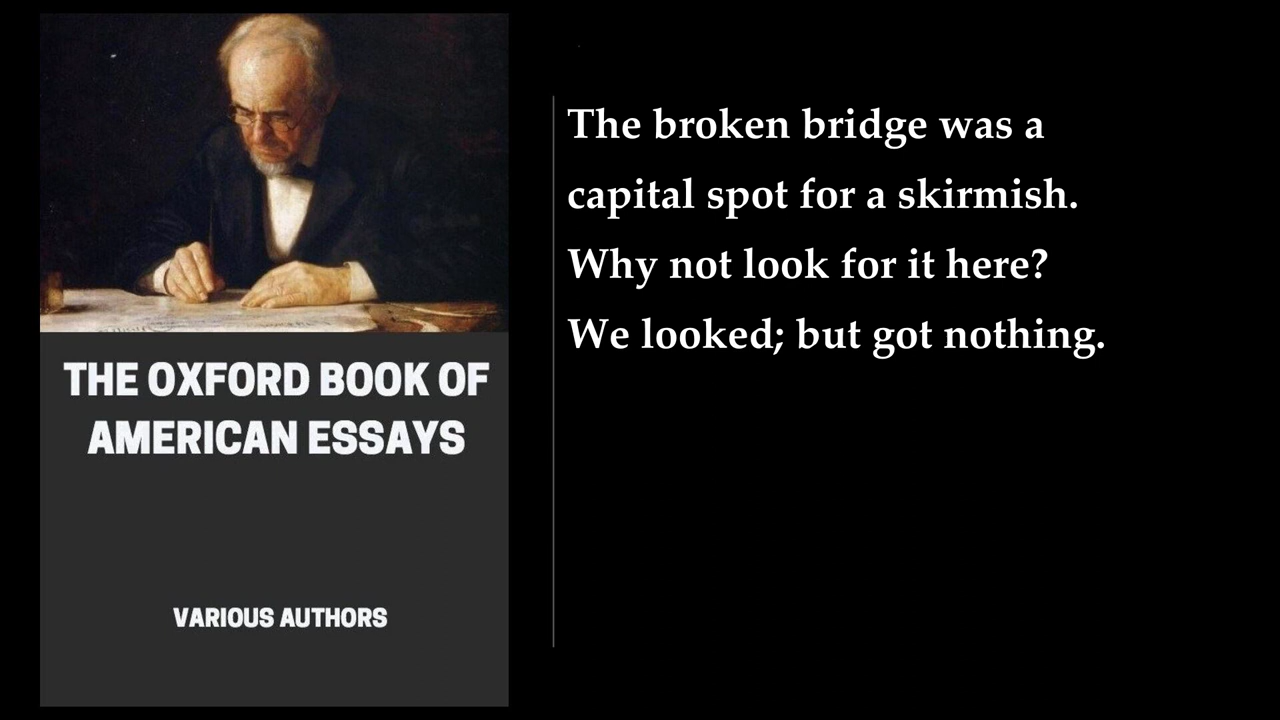 THE OXFORD BOOK OF
AMERICAN ESSAYS
VARIOUS AUTHORS
The broken bridge was a
capital spot for a skirmish.
Why not look for it here?
We looked; but got nothing.